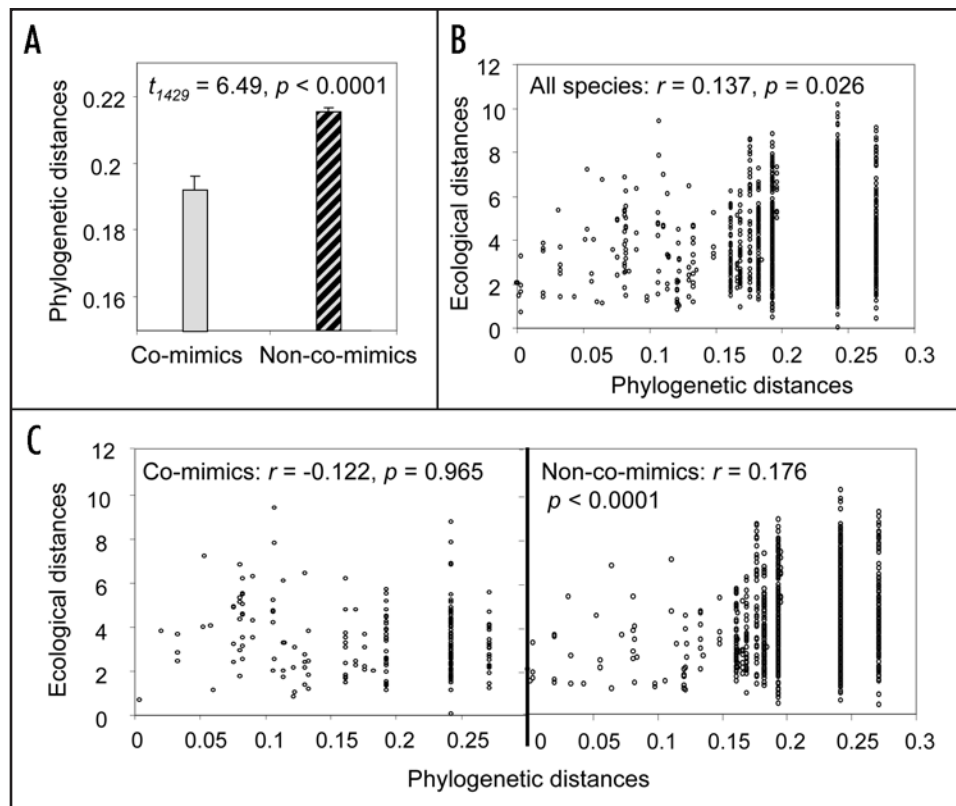 A
t1429 = 6.49, p < 0.0001
Phylogenetic distances
0.22
0.2
0.18
0.16
Co-mimics Non-co-mimics
B
All species: r = 0.137, p = 0.026
Ecological distances
12
10
8
6
4
2
0
0 0.05 0.1 0.15 0.2 0.25 0.3
Phylogenetic distances
C
Co-mimics: r = -0.122, p = 0.965
Ecological distances
12
10
8
6
4
2
0
0 0.05 0.1 0.15 0.2 0.25
Non-co-mimics: r = 0.176
p < 0.0001
0 0.05 0.1 0.15 0.2 0.25 0.3
Phylogenetic distances